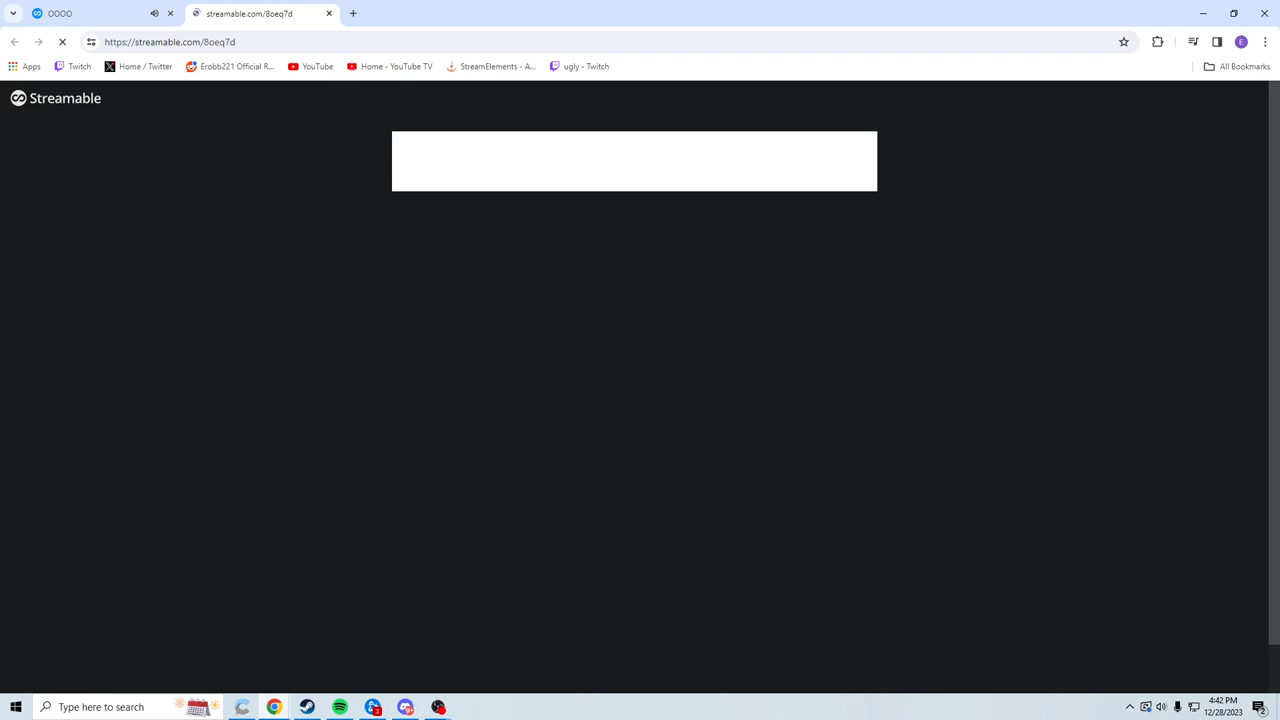 OOOO
streamable.com/8oeq7d
https://streamable.com/8oeq7d
Apps
Twitch
Home / Twitter
Erobb221 Official R...
YouTube
Home - YouTube TV
StreamElements - A...
ugly - Twitch
All Bookmarks
Streamable
Type here to search
4:42 PM
12/28/2023